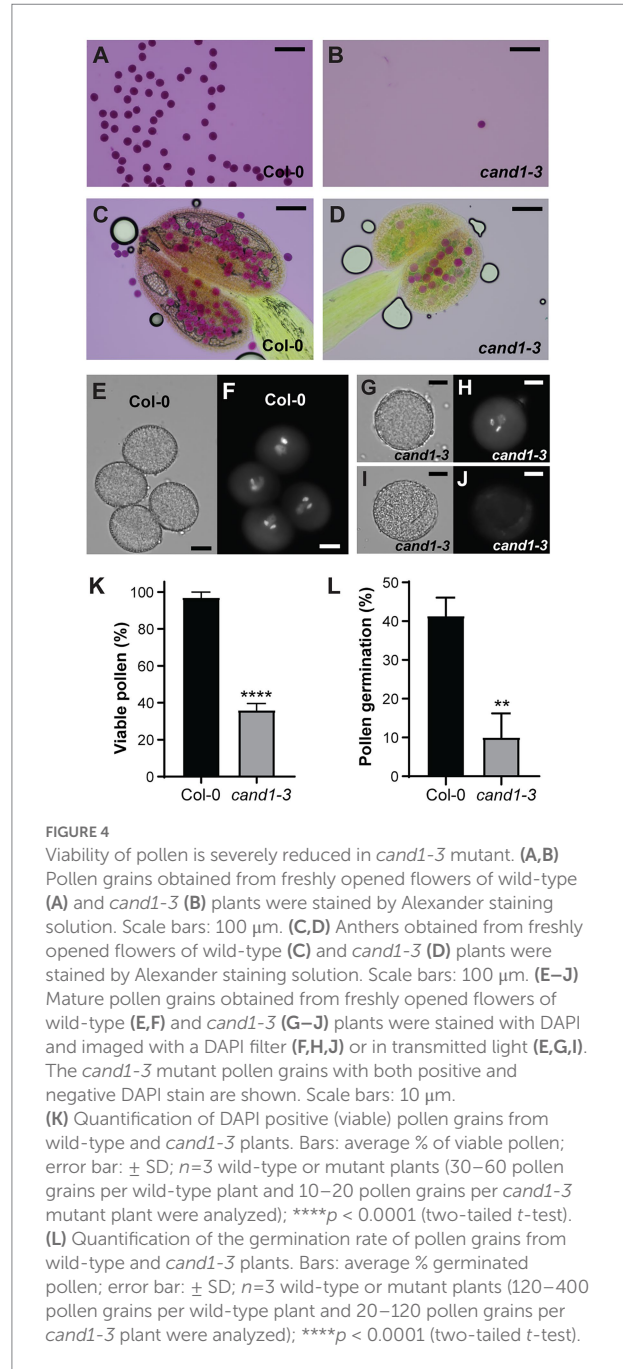 A
B
Col-0
cand1-3
C
D
Col-0
cand1-3
E
Col-0
F
Col-0
G
cand1-3
H
cand1-3
I
cand1-3
J
cand1-3
K
Viable pollen (%)
100
80
60
40
20
0
****
Col-0
cand1-3
L
Pollen germination (%)
50
40
30
20
10
0
**
Col-0
cand1-3
FIGURE 4
Viability of pollen is severely reduced in cand1-3 mutant. (A,B)
Pollen grains obtained from freshly opened flowers of wild-type
(A) and cand1-3 (B) plants were stained by Alexander staining
solution. Scale bars: 100 μm. (C,D) Anthers obtained from freshly
opened flowers of wild-type (C) and cand1-3 (D) plants were
stained by Alexander staining solution. Scale bars: 100 μm. (E–J)
Mature pollen grains obtained from freshly opened flowers of
wild-type (E,F) and cand1-3 (G–J) plants were stained with DAPI
and imaged with a DAPI filter (F,H,J) or in transmitted light (E,G,I).
The cand1-3 mutant pollen grains with both positive and
negative DAPI stain are shown. Scale bars: 10 μm.
(K) Quantification of DAPI positive (viable) pollen grains from
wild-type and cand1-3 plants. Bars: average % of viable pollen;
error bar: ± SD; n=3 wild-type or mutant plants (30–60 pollen
grains per wild-type plant and 10–20 pollen grains per cand1-3
mutant plant were analyzed); ****p < 0.0001 (two-tailed t-test).
(L) Quantification of the germination rate of pollen grains from
wild-type and cand1-3 plants. Bars: average % germinated
pollen; error bar: ± SD; n=3 wild-type or mutant plants (120–400
pollen grains per wild-type plant and 20–120 pollen grains per
cand1-3 plant were analyzed); ****p < 0.0001 (two-tailed t-test).